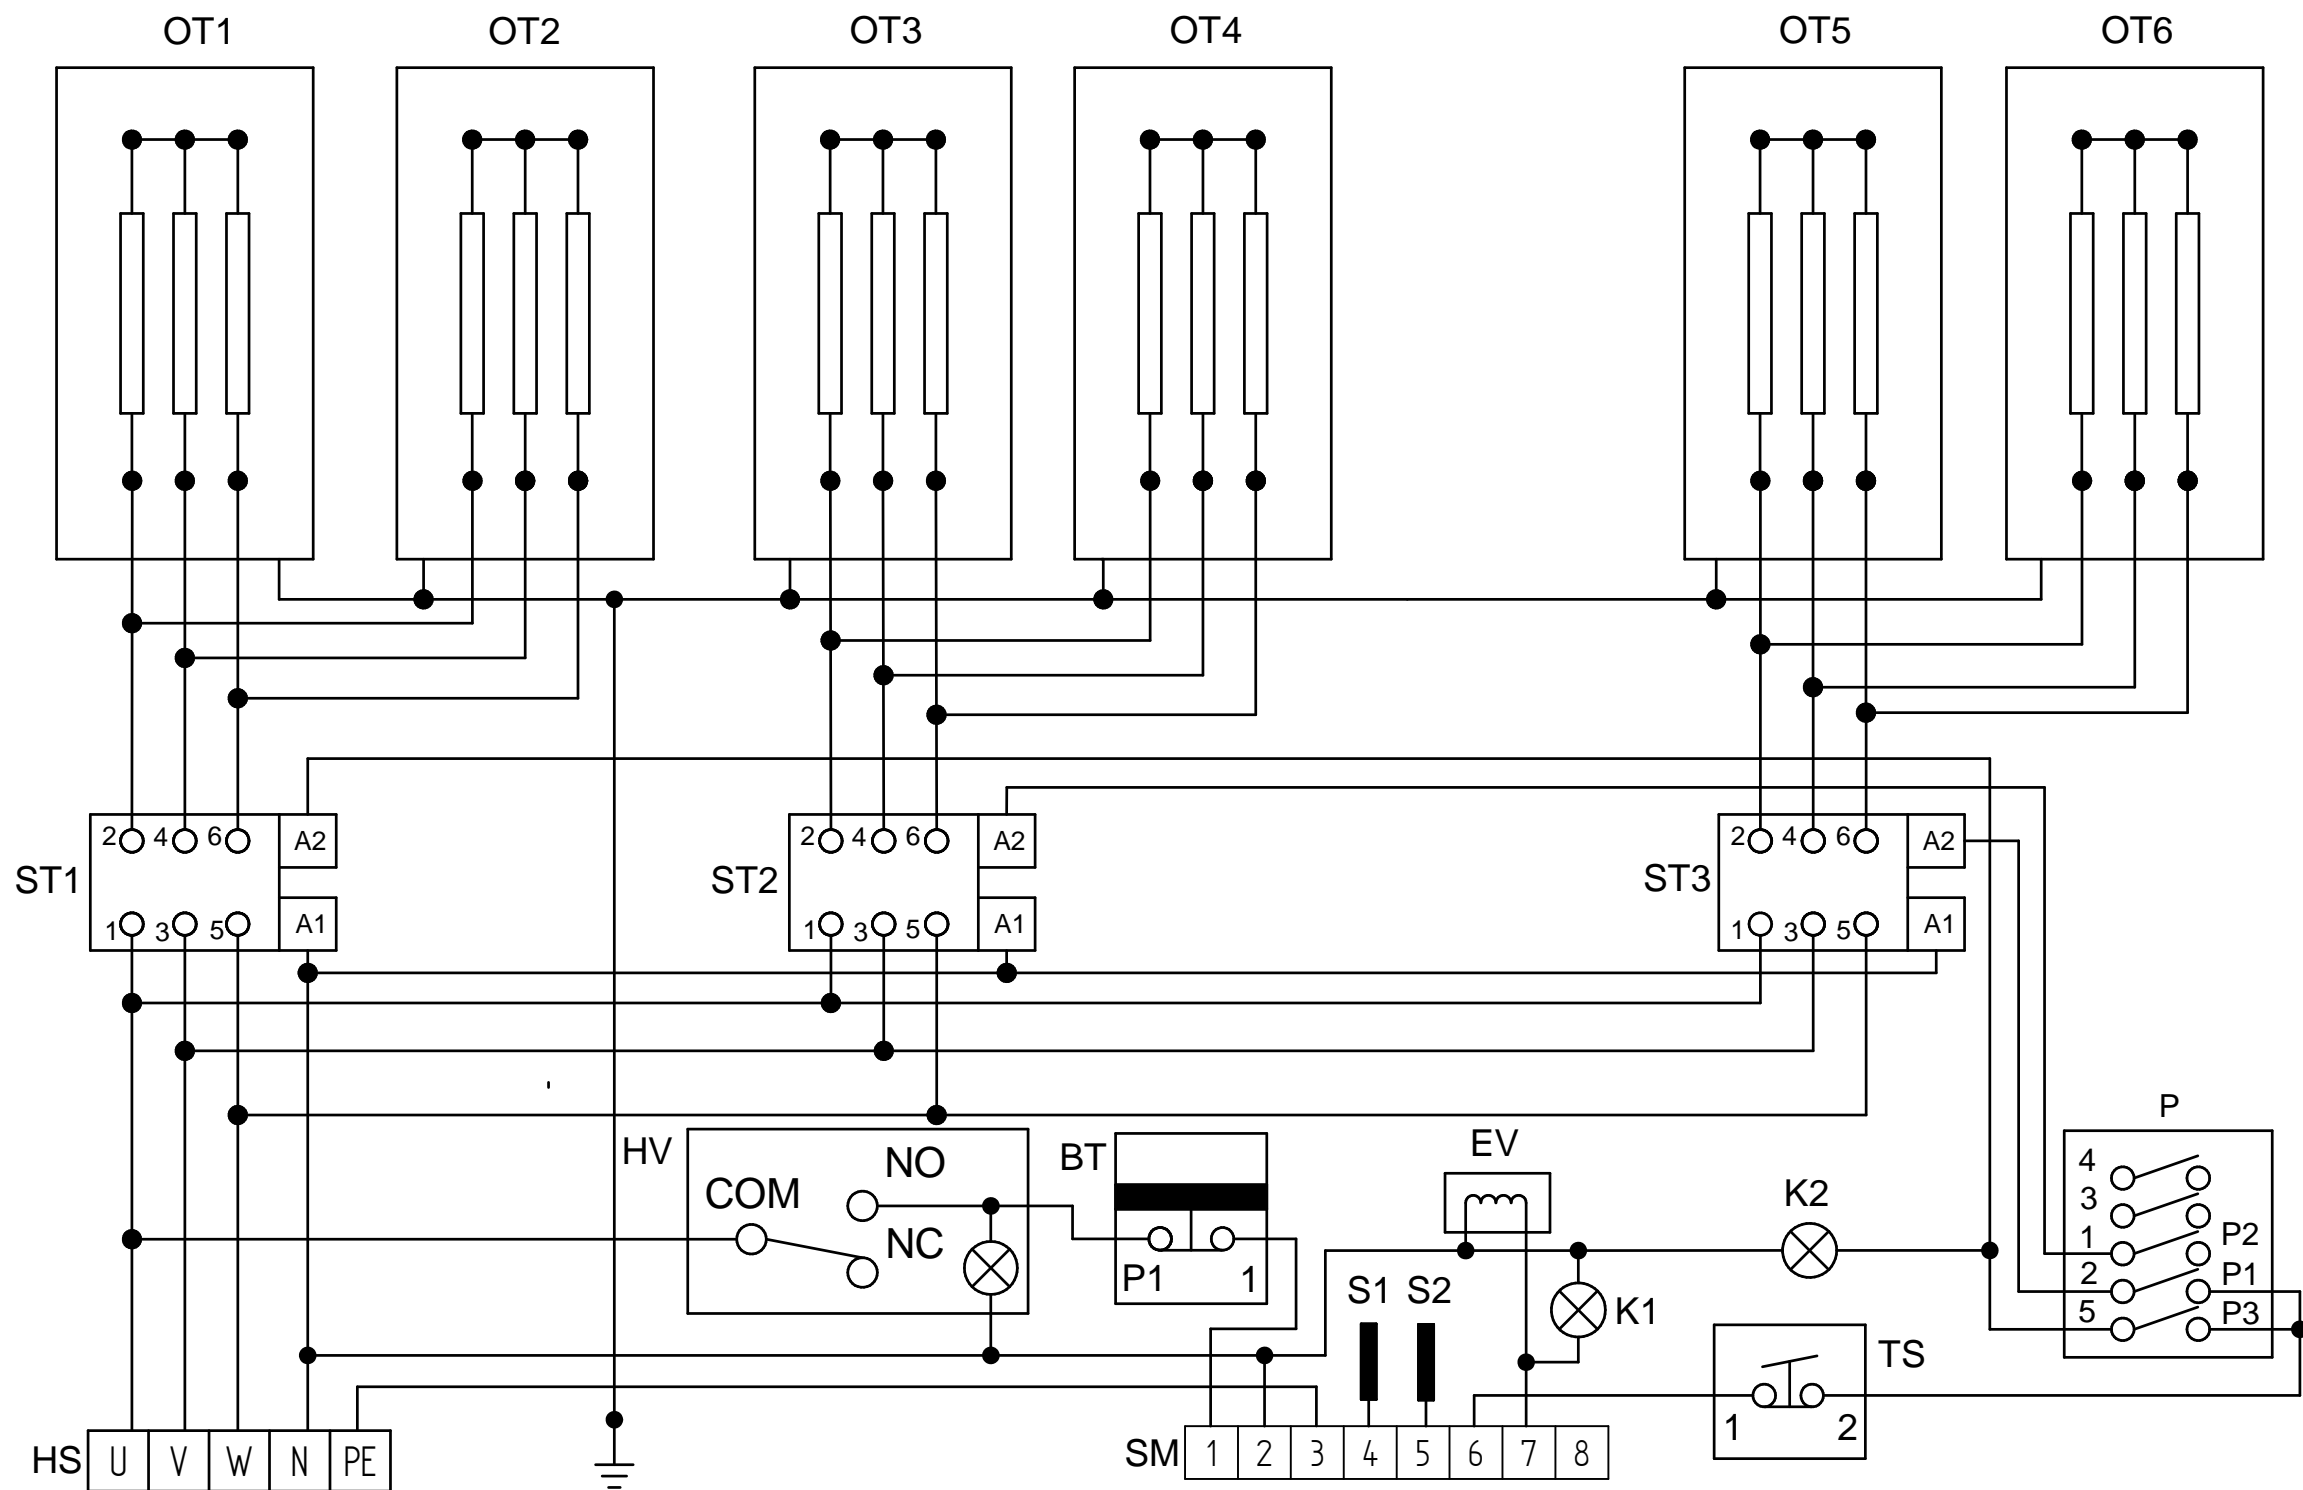 OT1 OT2 OT3 OT4 OT5 OT6
2 4 6 A2 2 4 6 A2 2 4 6 A2
ST1 ST2 ST3
1 3 5 A1 1 3 5 A1 1 3 5 A1
P
HV NO BT EV 4
COM K2 3
NC 1 P2
P1 1 S1 S2 K1 2 P1
5 P3
TS
1 2
HS U V W N PE SM 1 2 3 4 5 6 7 8